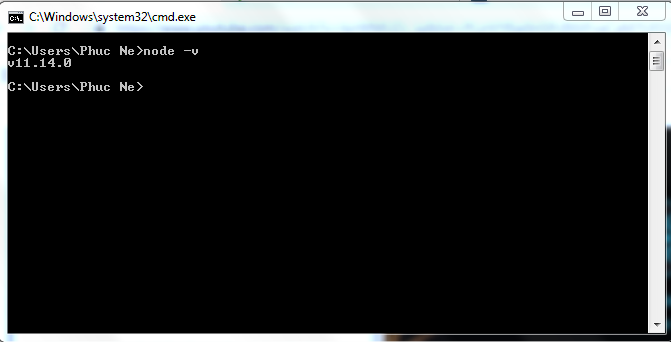 C:\Windows\system32\cmd.exe
C:\Users\Phuc Ne>node -v
v11.14.0
C:\Users\Phuc Ne>